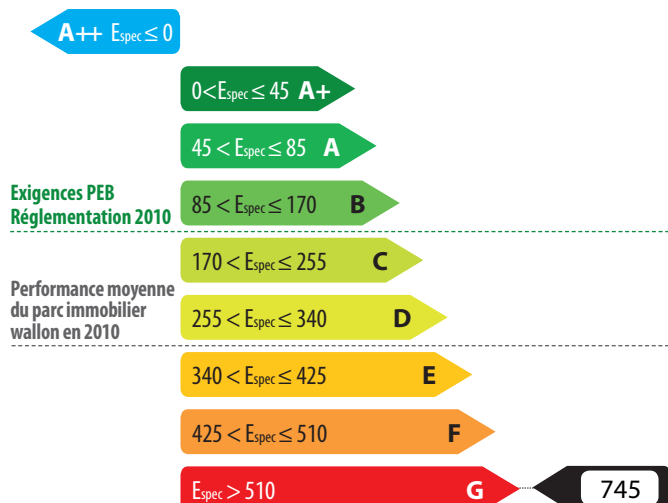 A++ Espec ≤ 0
0<Espec ≤ 45 A+
45 < Espec ≤ 85 A
Exigences PEB
Réglementation 2010
85 < Espec ≤ 170 B
170 < Espec ≤ 255 C
Performance moyenne
du parc immobilier
wallon en 2010
255 < Espec ≤ 340 D
340 < Espec ≤ 425 E
425 < Espec ≤ 510 F
Espec > 510 G 745